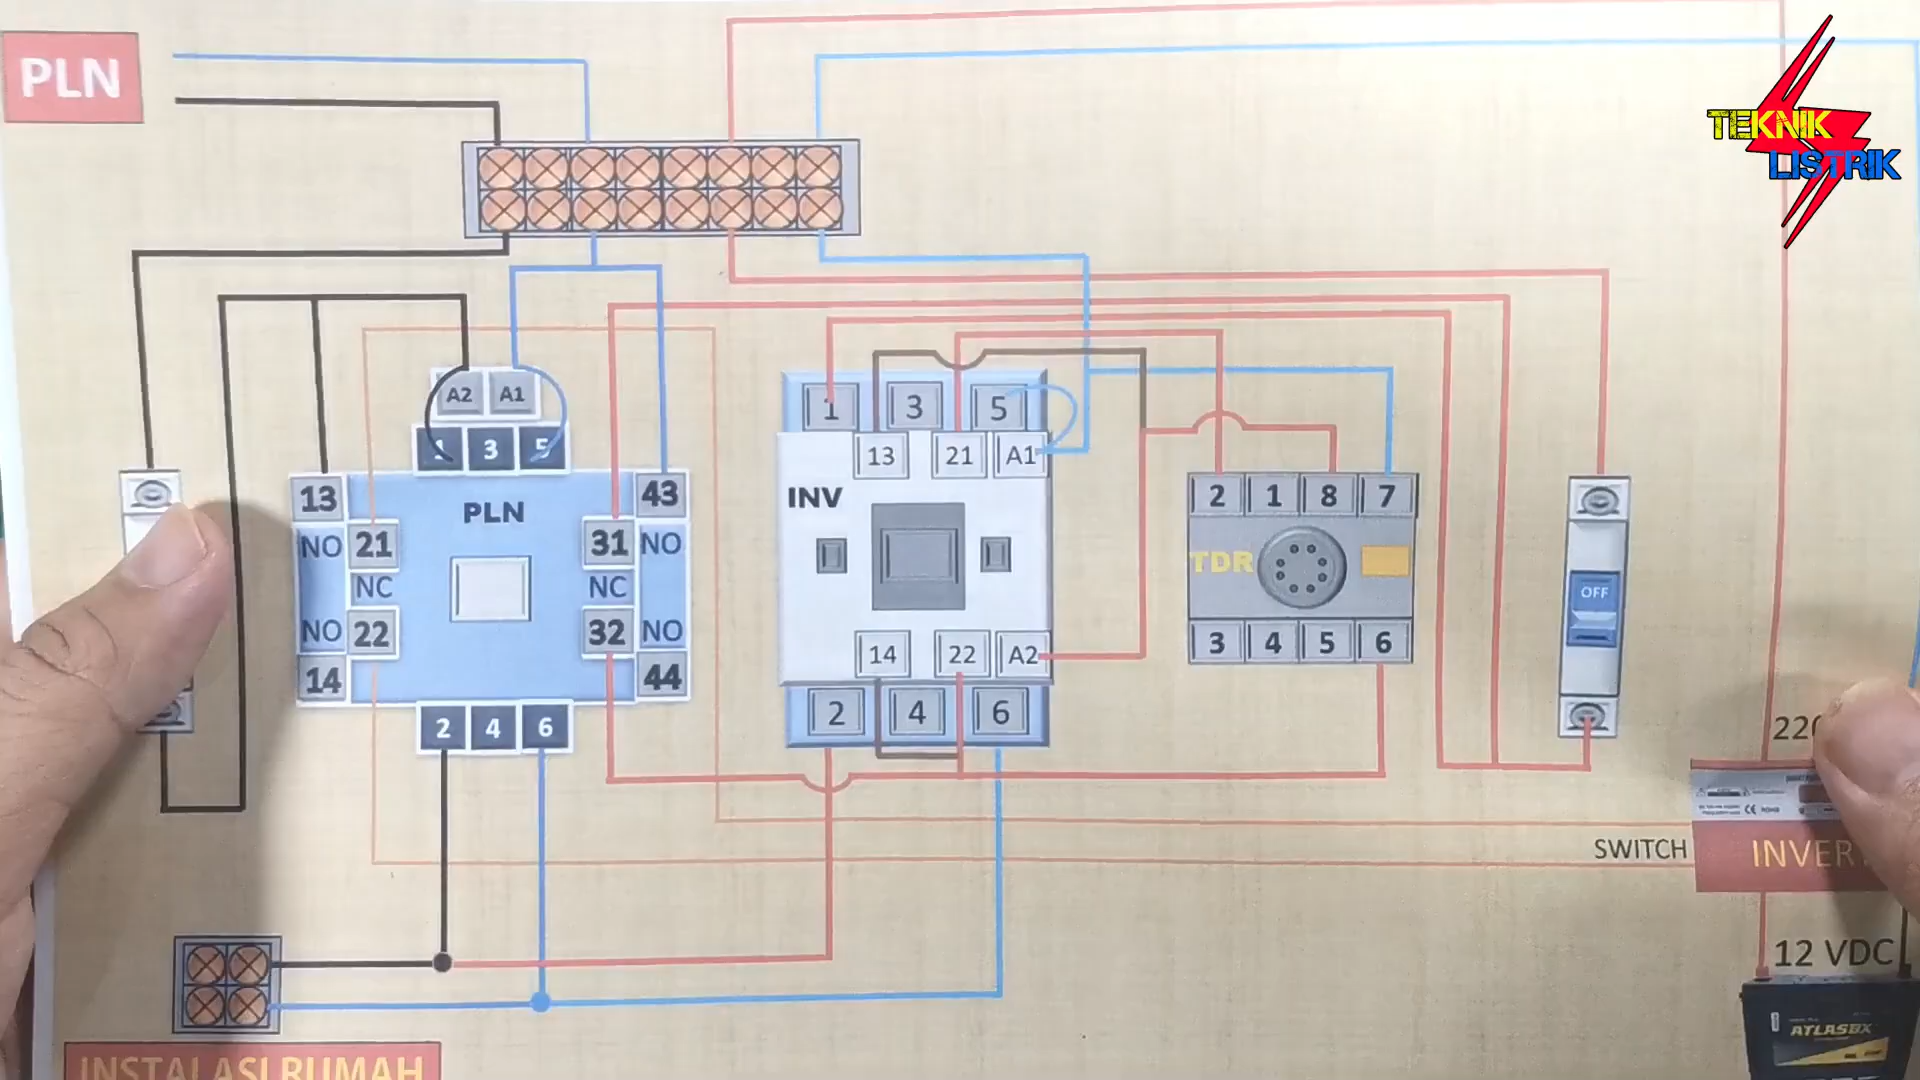 PLN
TEKNIK
LISTRIK
A2 A1
1 3 5
1 3 5
13 21 A1
13
43
PLN
INV
2 1 8 7
NO 21
31 NO
NC
NC
TDR
OFF
NO 22
32 NO
14
44
14 22 A2
3 4 5 6
2 4 6
2 4 6
SWITCH
12 VDC
ATLASBX
INSTALASI RUMAH